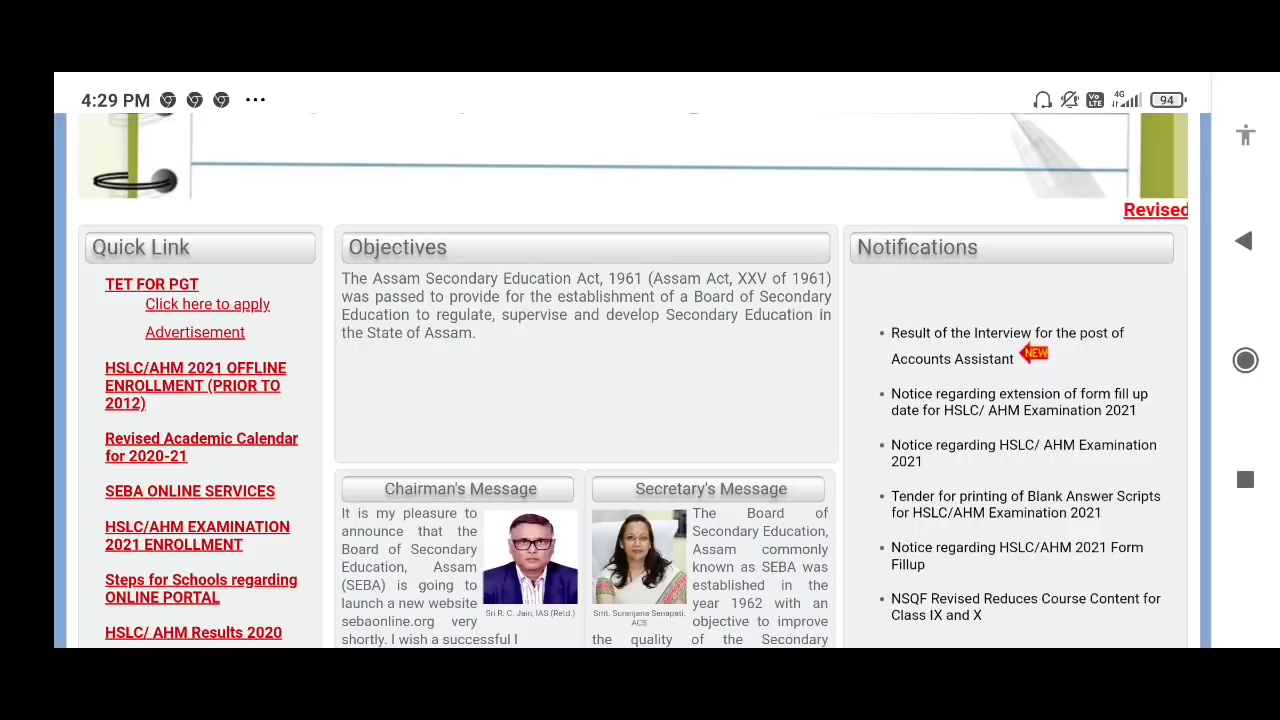 4:29 PM
Vo
LTE
4G
94
Revised
Quick Link
TET FOR PGT
Click here to apply
Advertisement
HSLC/AHM 2021 OFFLINE
ENROLLMENT (PRIOR TO
2012)
Revised Academic Calendar
for 2020-21
SEBA ONLINE SERVICES
HSLC/AHM EXAMINATION
2021 ENROLLMENT
Steps for Schools regarding
ONLINE PORTAL
HSLC/ AHM Results 2020
Objectives
The Assam Secondary Education Act, 1961 (Assam Act, XXV of 1961)
was passed to provide for the establishment of a Board of Secondary
Education to regulate, supervise and develop Secondary Education in
the State of Assam.
Chairman's Message
It is my pleasure to
announce that the
Board of Secondary
Education, Assam
(SEBA) is going to
launch a new website
sebaonline.org very
shortly. I wish a successful l
Sri R. C. Jain, IAS (Retd.)
Secretary's Message
The Board of
Secondary Education,
Assam commonly
known as SEBA was
established in the
year 1962 with an
objective to improve
the quality of the Secondary
Smt. Suranjana Senapati,
ACS
Notifications
Result of the Interview for the post of
Accounts Assistant NEW
Notice regarding extension of form fill up
date for HSLC/ AHM Examination 2021
Notice regarding HSLC/ AHM Examination
2021
Tender for printing of Blank Answer Scripts
for HSLC/AHM Examination 2021
Notice regarding HSLC/AHM 2021 Form
Fillup
NSQF Revised Reduces Course Content for
Class IX and X